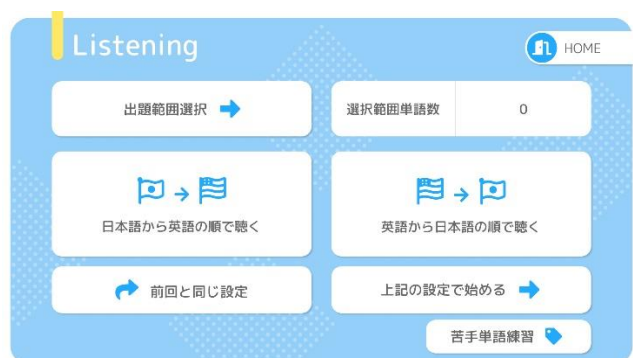 Listening
HOME
出題範囲選択
選択範囲単語数 0
日本語から英語の順で聴く
英語から日本語の順で聴く
前回と同じ設定
上記の設定で始める
苦手単語練習